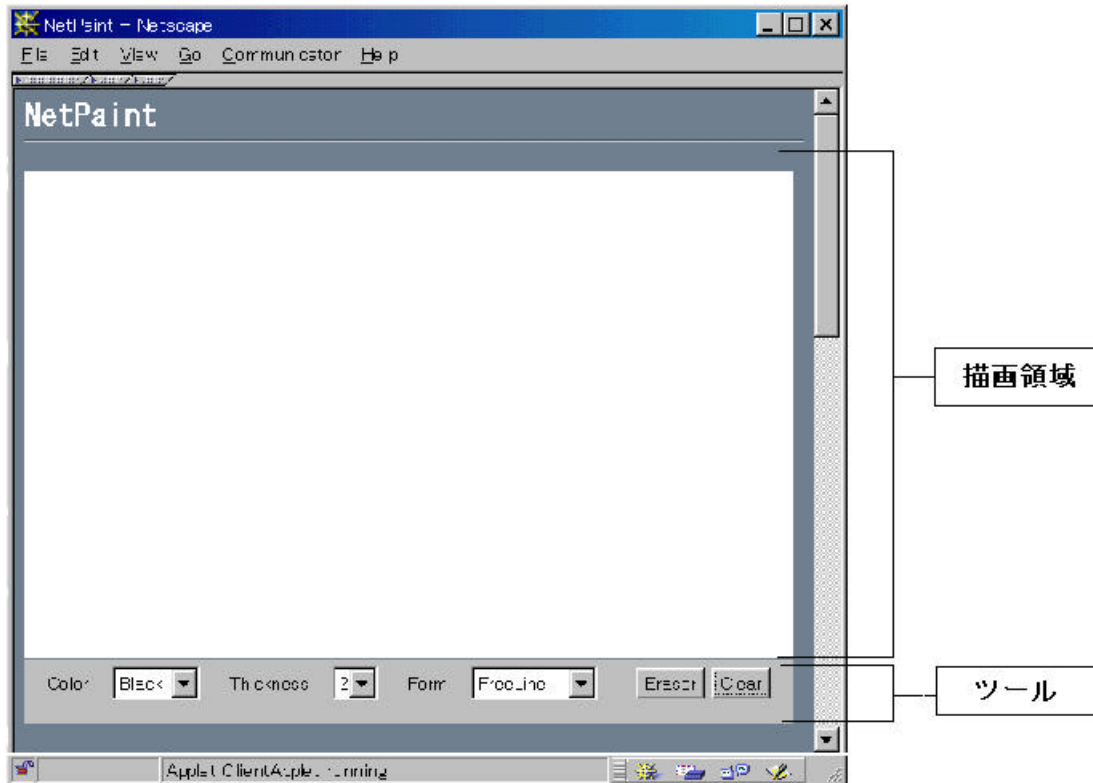 NetPaint - Netscape
File Edit View Go Communicator Help
NetPaint
描画領域
Color Black Thickness 2 Form FreeLine Eraser Clear
ツール
Applet ClientApplet running